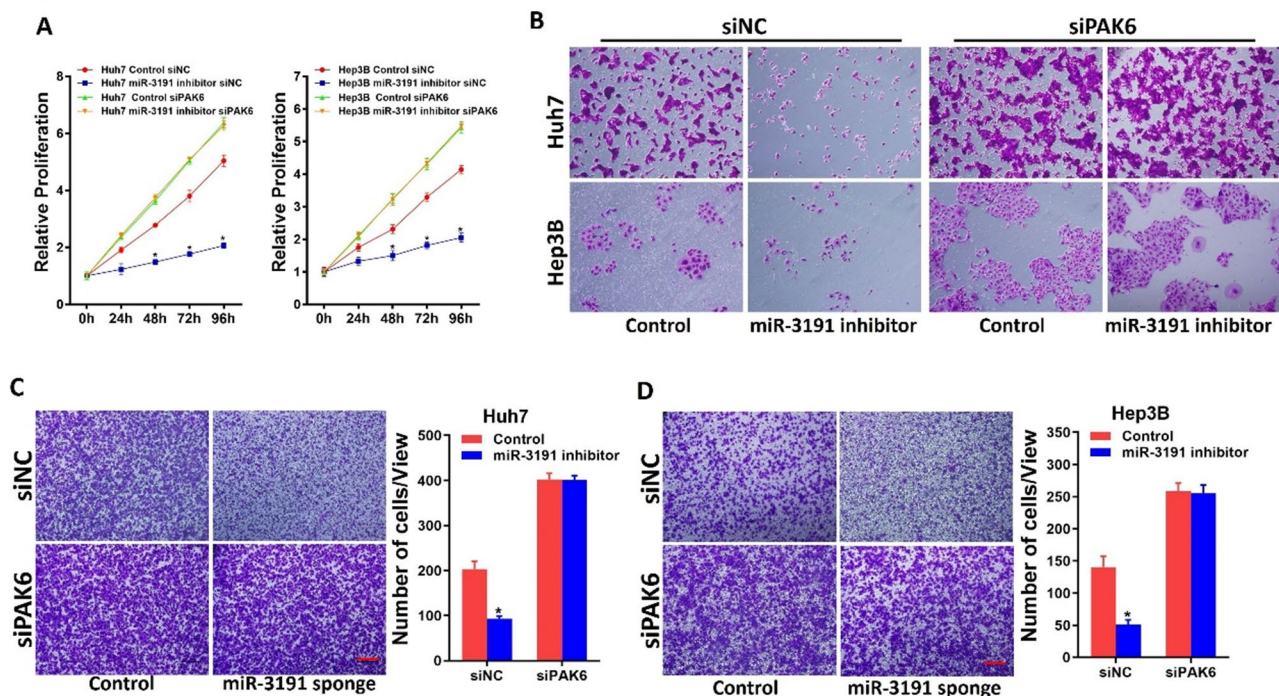 A
Huh7 Control siNC
Huh7 miR-3191 inhibitor siNC
Huh7 Control siPAK6
Huh7 miR-3191 inhibitor siPAK6
Relative Proliferation
8
6
4
2
0
0h 24h 48h 72h 96h
* * *
Hep3B Control siNC
Hep3B miR-3191 inhibitor siNC
Hep3B Control siPAK6
Hep3B miR-3191 inhibitor siPAK6
Relative Proliferation
7
6
5
4
3
2
1
0
0h 24h 48h 72h 96h
* * *
B
siNC siPAK6
Huh7
Hep3B
Control miR-3191 inhibitor Control miR-3191 inhibitor
C
siNC
siPAK6
Control miR-3191 sponge
Huh7
Control
miR-3191 inhibitor
Number of cells/View
500
400
300
200
100
0
*
siNC siPAK6
D
siNC
siPAK6
Control miR-3191 sponge
Hep3B
Control
miR-3191 inhibitor
Number of cells/View
350
300
250
200
150
100
50
0
*
siNC siPAK6